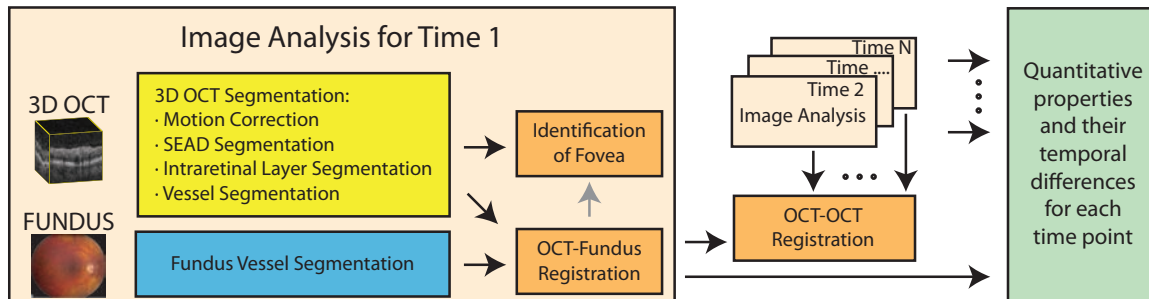 Image Analysis for Time 1
3D OCT
3D OCT Segmentation:
· Motion Correction
· SEAD Segmentation
· Intraretinal Layer Segmentation
· Vessel Segmentation
Identification
of Fovea
FUNDUS
Fundus Vessel Segmentation
OCT-Fundus
Registration
Time N
Time ....
Time 2
Image Analysis
OCT-OCT
Registration
Quantitative
properties
and their
temporal
differences
for each
time point